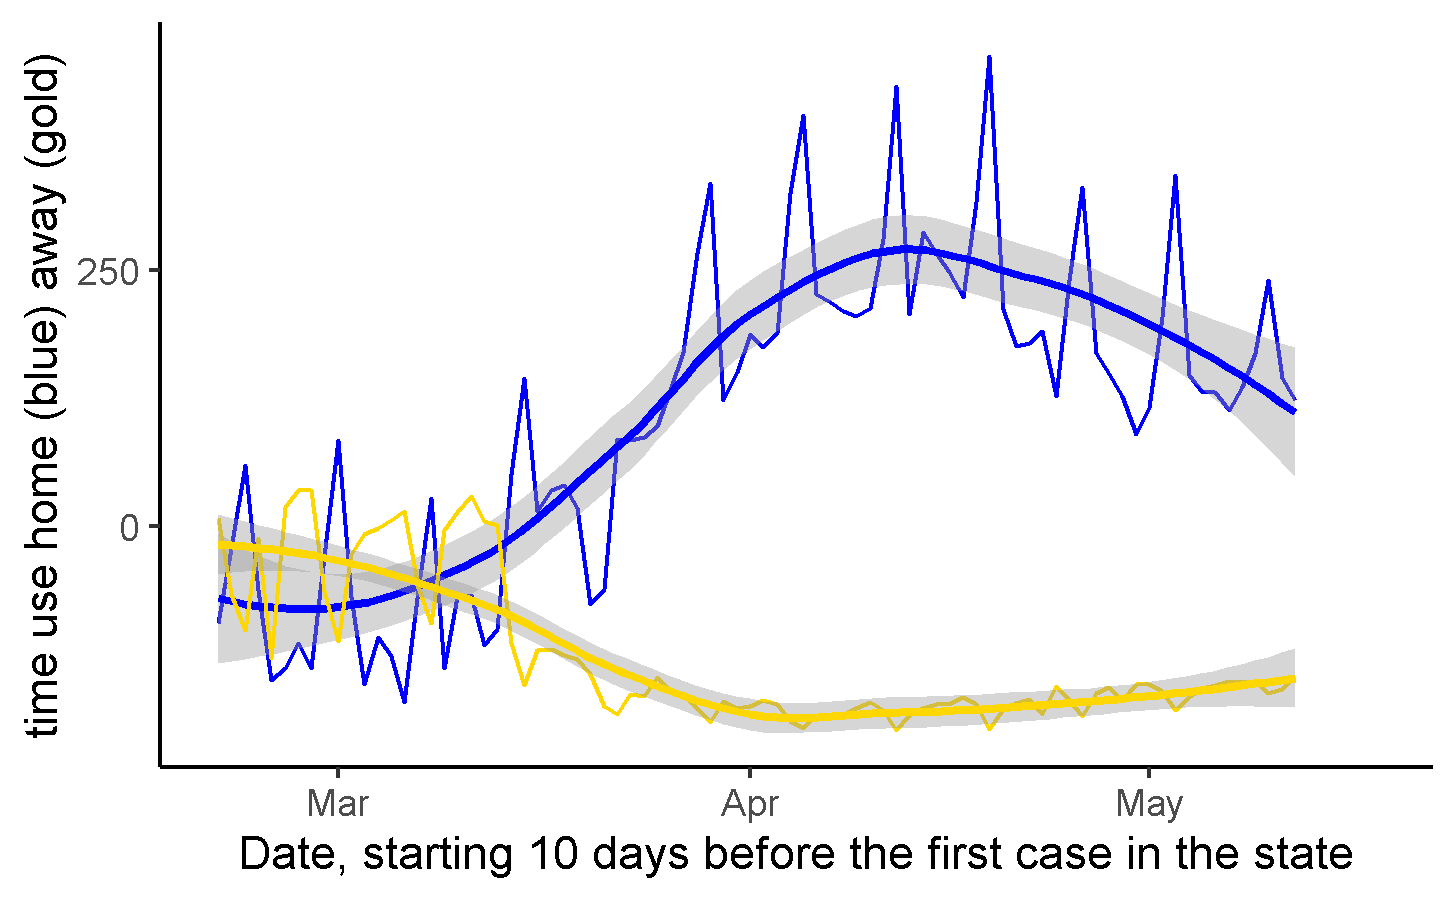 time use home (blue) away (gold)
250
0
Mar Apr May
Date, starting 10 days before the first case in the state